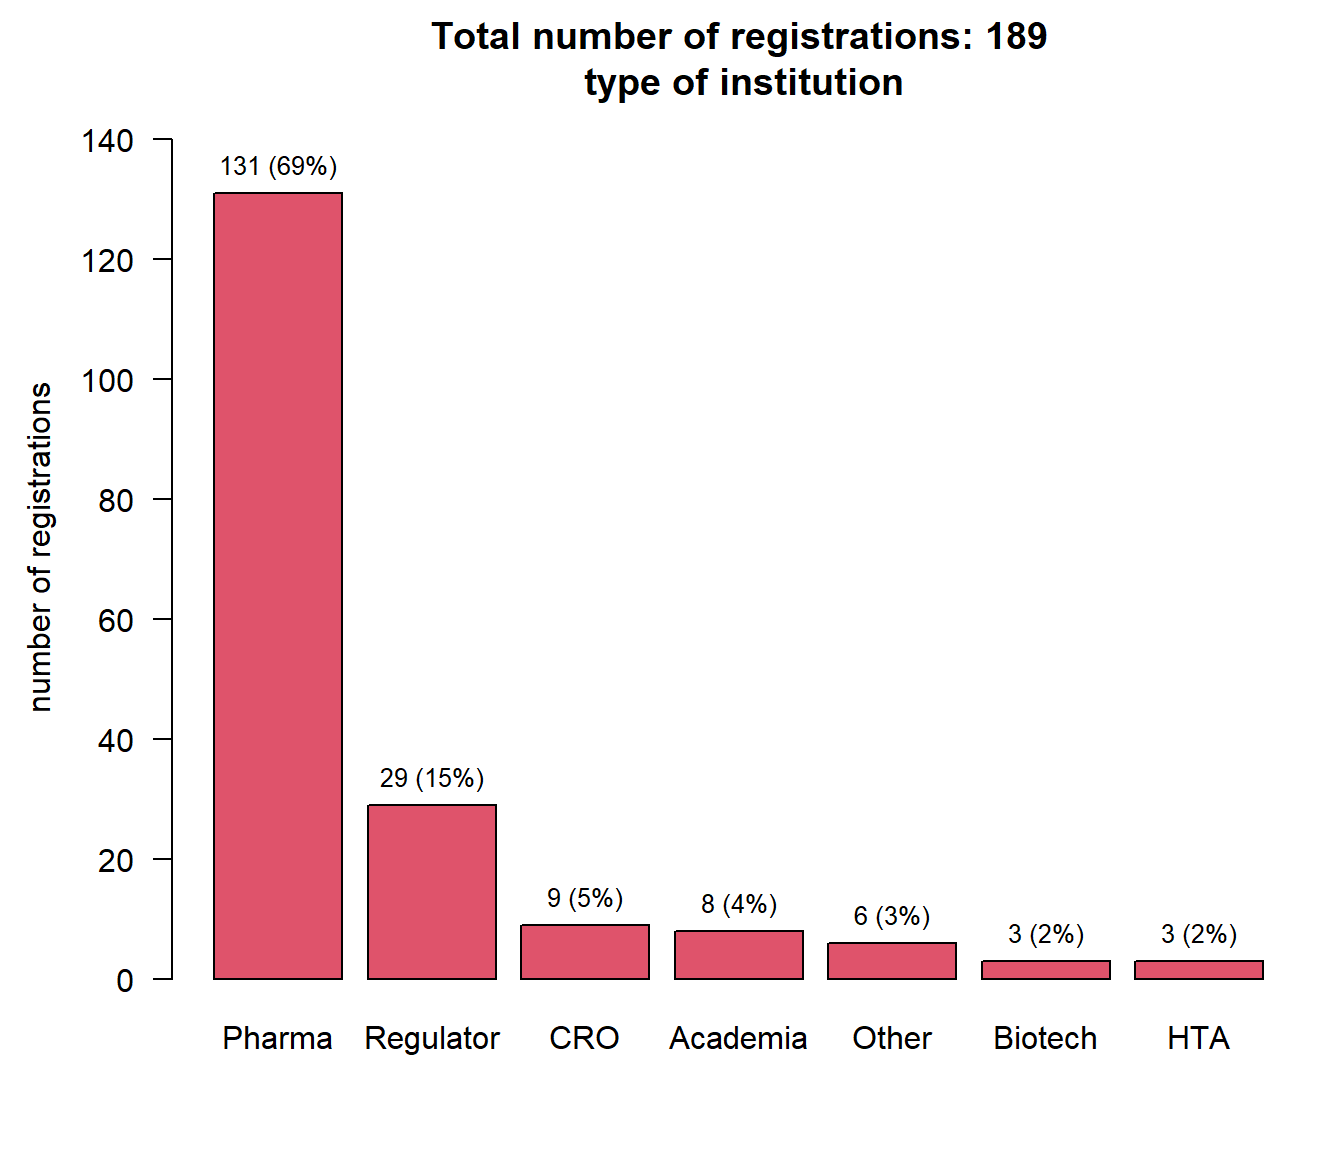 Total number of registrations: 189
type of institution
number of registrations
140
120
100
80
60
40
20
0
131 (69%)
29 (15%)
9 (5%)
8 (4%)
6 (3%)
3 (2%)
3 (2%)
Pharma
Regulator
CRO
Academia
Other
Biotech
HTA